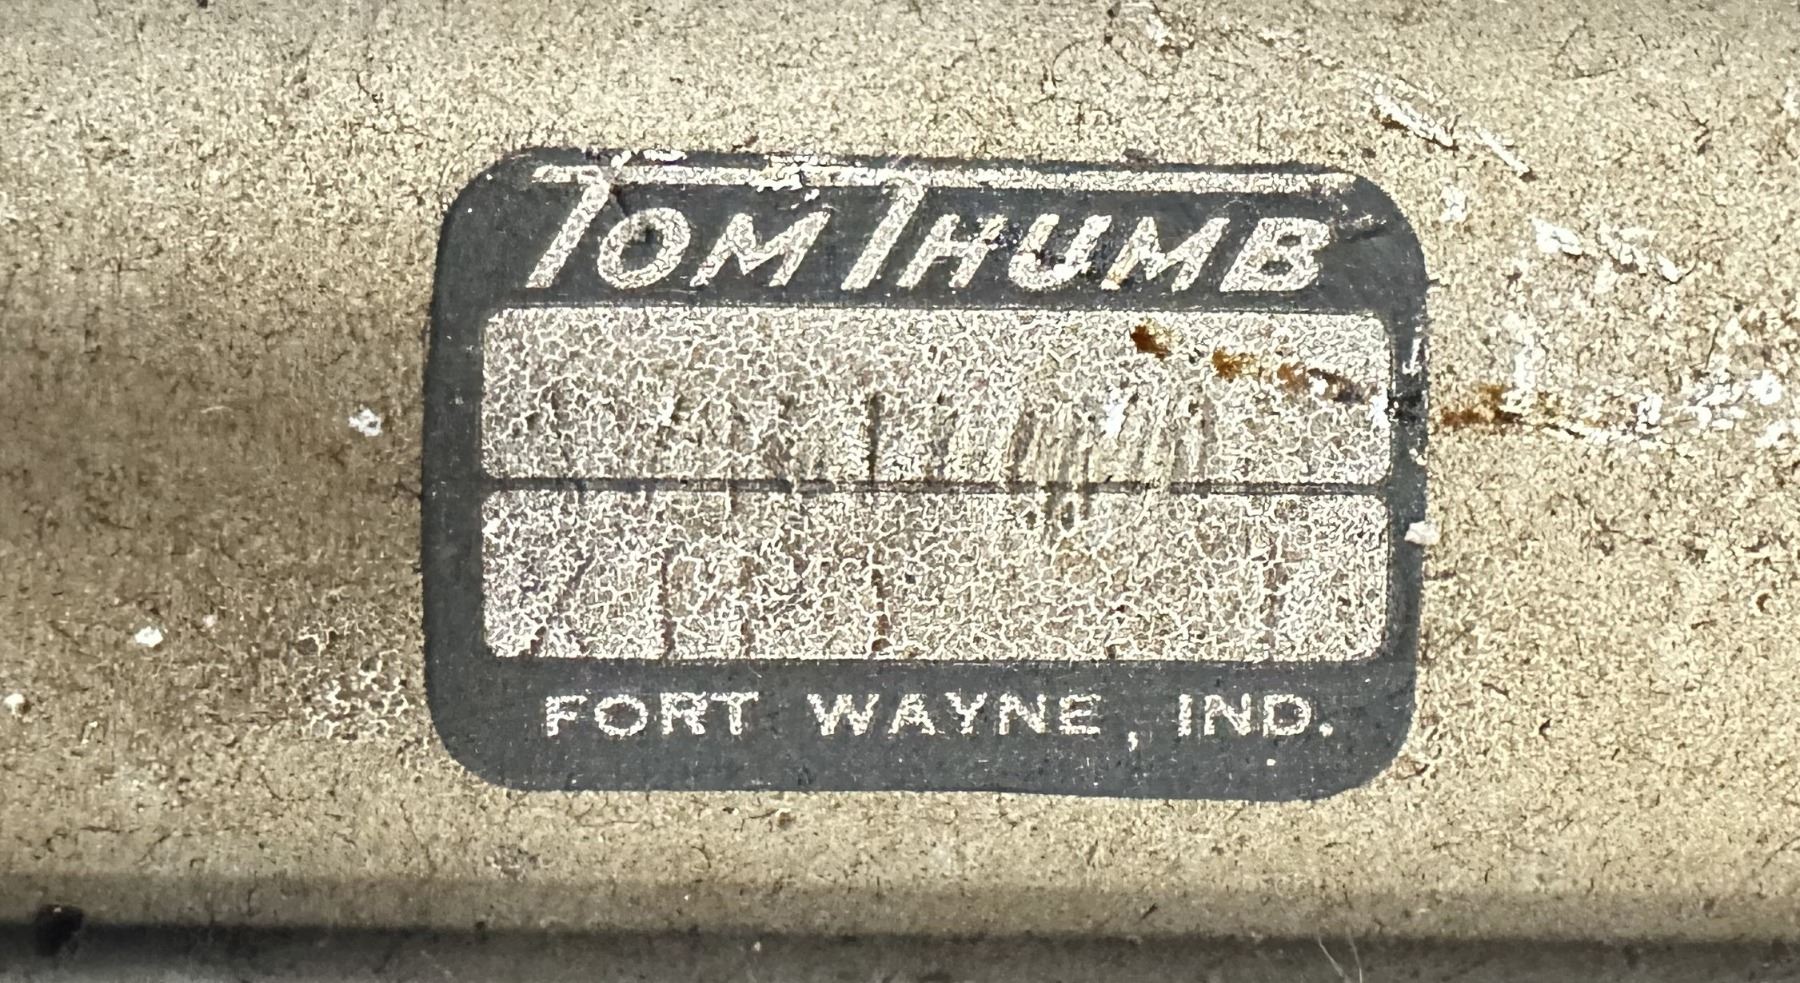 TOM THUMB
FORT WAYNE, IND.